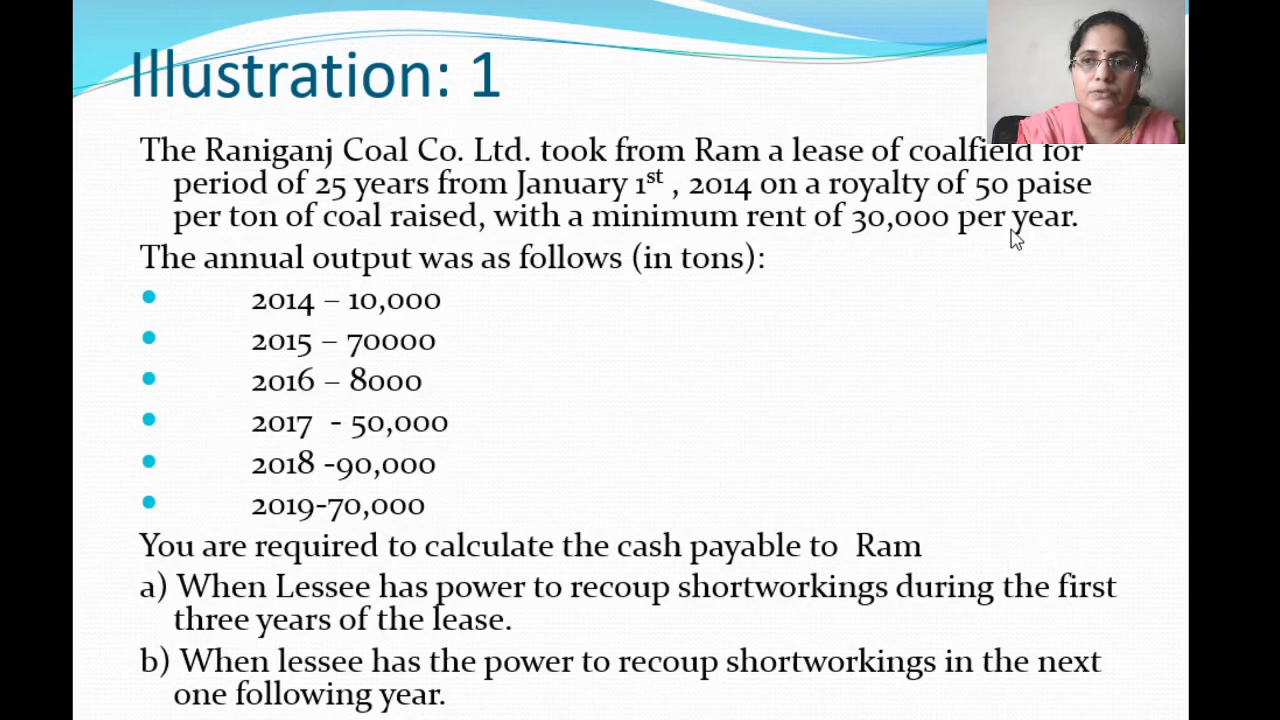 Illustration: 1
The Raniganj Coal Co. Ltd. took from Ram a lease of coalfield for
period of 25 years from January 1st , 2014 on a royalty of 50 paise
per ton of coal raised, with a minimum rent of 30,000 per year.
The annual output was as follows (in tons):
• 2014 – 10,000
• 2015 – 70000
• 2016 – 8000
• 2017 - 50,000
• 2018 -90,000
• 2019-70,000
You are required to calculate the cash payable to Ram
a) When Lessee has power to recoup shortworkings during the first
three years of the lease.
b) When lessee has the power to recoup shortworkings in the next
one following year.